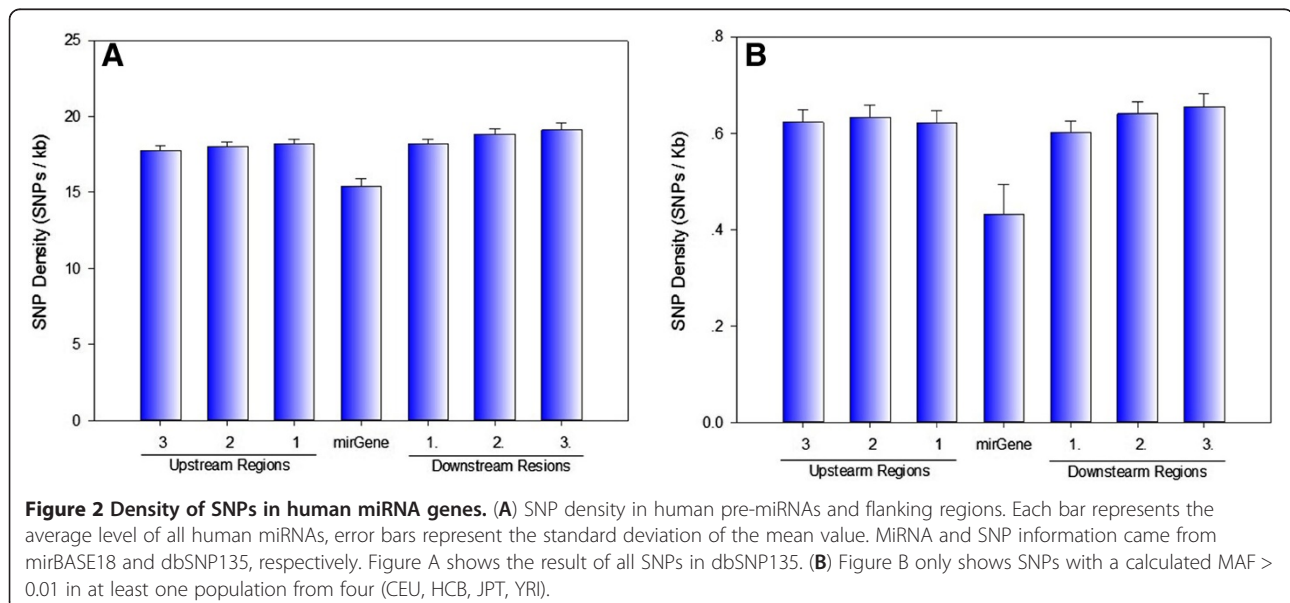 A
25
20
15
10
5
0
SNP Density (SNPs / kb)
3 2 1 mirGene 1. 2. 3.
Upstream Regions Downstream Resions
B
.8
.6
.4
.2
0.0
SNP Density (SNPs / Kb)
3 2 1 mirGene 1. 2. 3.
Upstearm Regions Downstearm Regions
Figure 2 Density of SNPs in human miRNA genes. (A) SNP density in human pre-miRNAs and flanking regions. Each bar represents the
average level of all human miRNAs, error bars represent the standard deviation of the mean value. MiRNA and SNP information came from
mirBASE18 and dbSNP135, respectively. Figure A shows the result of all SNPs in dbSNP135. (B) Figure B only shows SNPs with a calculated MAF >
0.01 in at least one population from four (CEU, HCB, JPT, YRI).